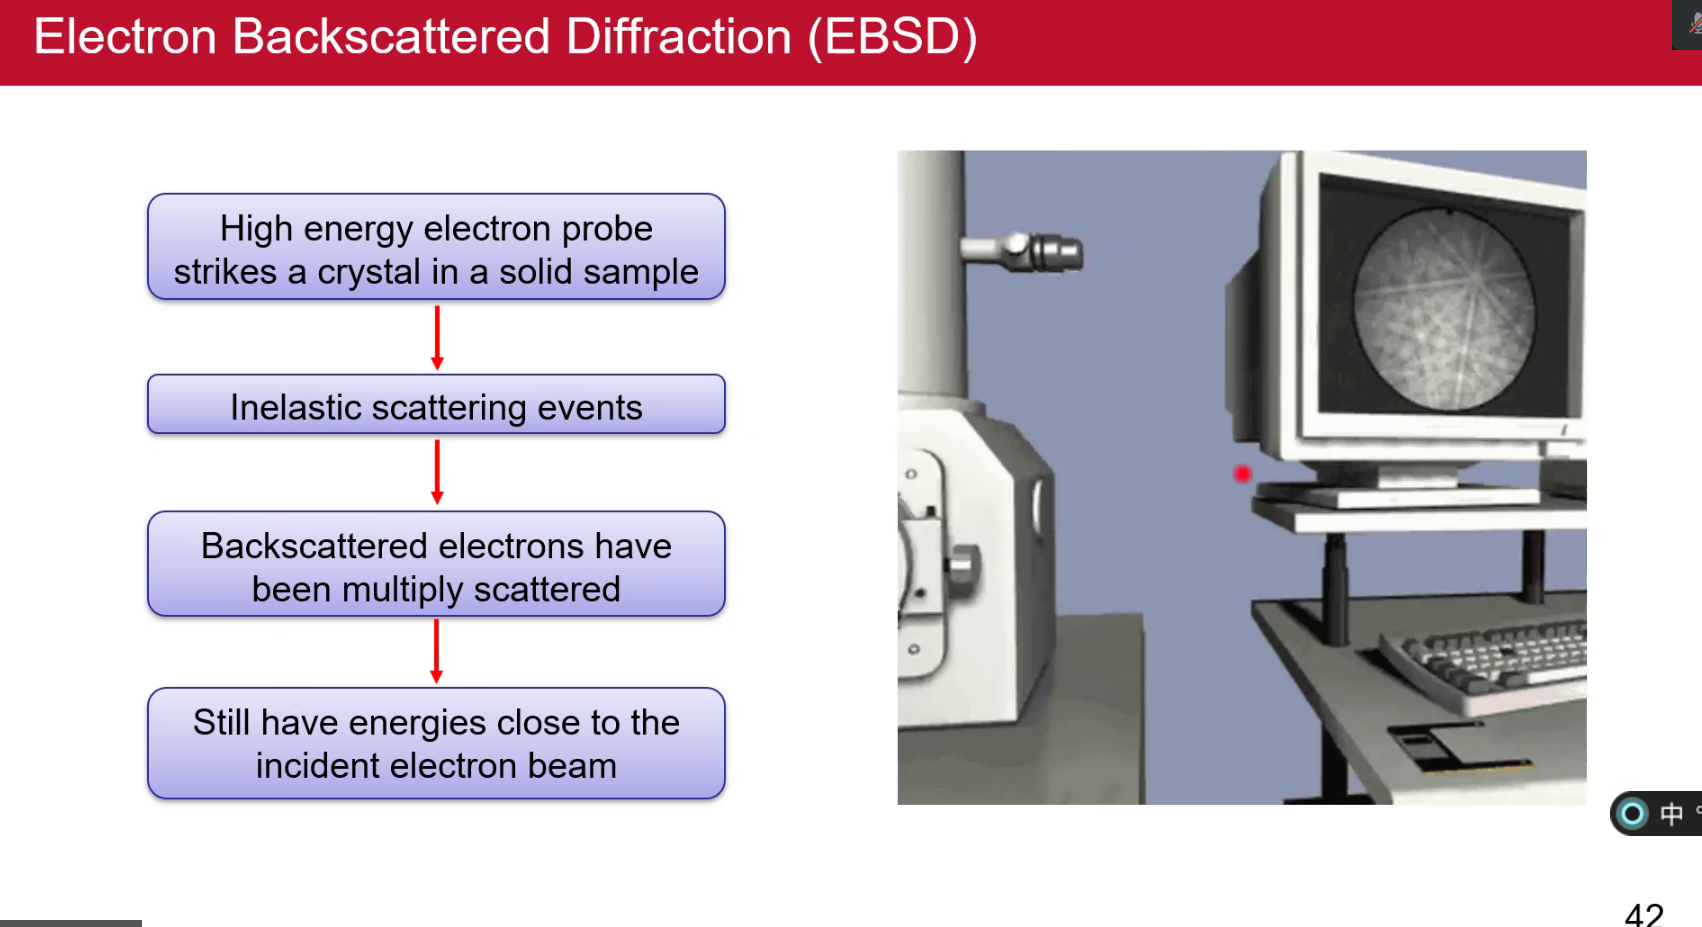 Electron Backscattered Diffraction (EBSD)
High energy electron probe
strikes a crystal in a solid sample
Inelastic scattering events
Backscattered electrons have
been multiply scattered
Still have energies close to the
incident electron beam
中
42